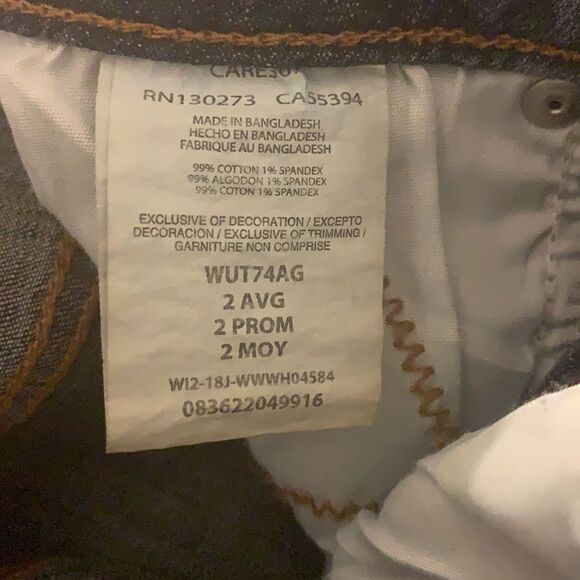 RN130273 CA55394
MADE IN BANGLADESH
HECHO EN BANGLADESH
FABRIQUE AU BANGLADESH
99% COTTON 1% SPANDEX
99% ALGODON 1% SPANDEX
99% COTON 1% SPANDEX
EXCLUSIVE OF DECORATION / EXCEPTO
DECORACION / EXCLUSIVE OF TRIMMING /
GARNITURE NON COMPRISE
WUT74AG
2 AVG
2 PROM
2 MOY
WI2-18J-WWWH04584
083622049916